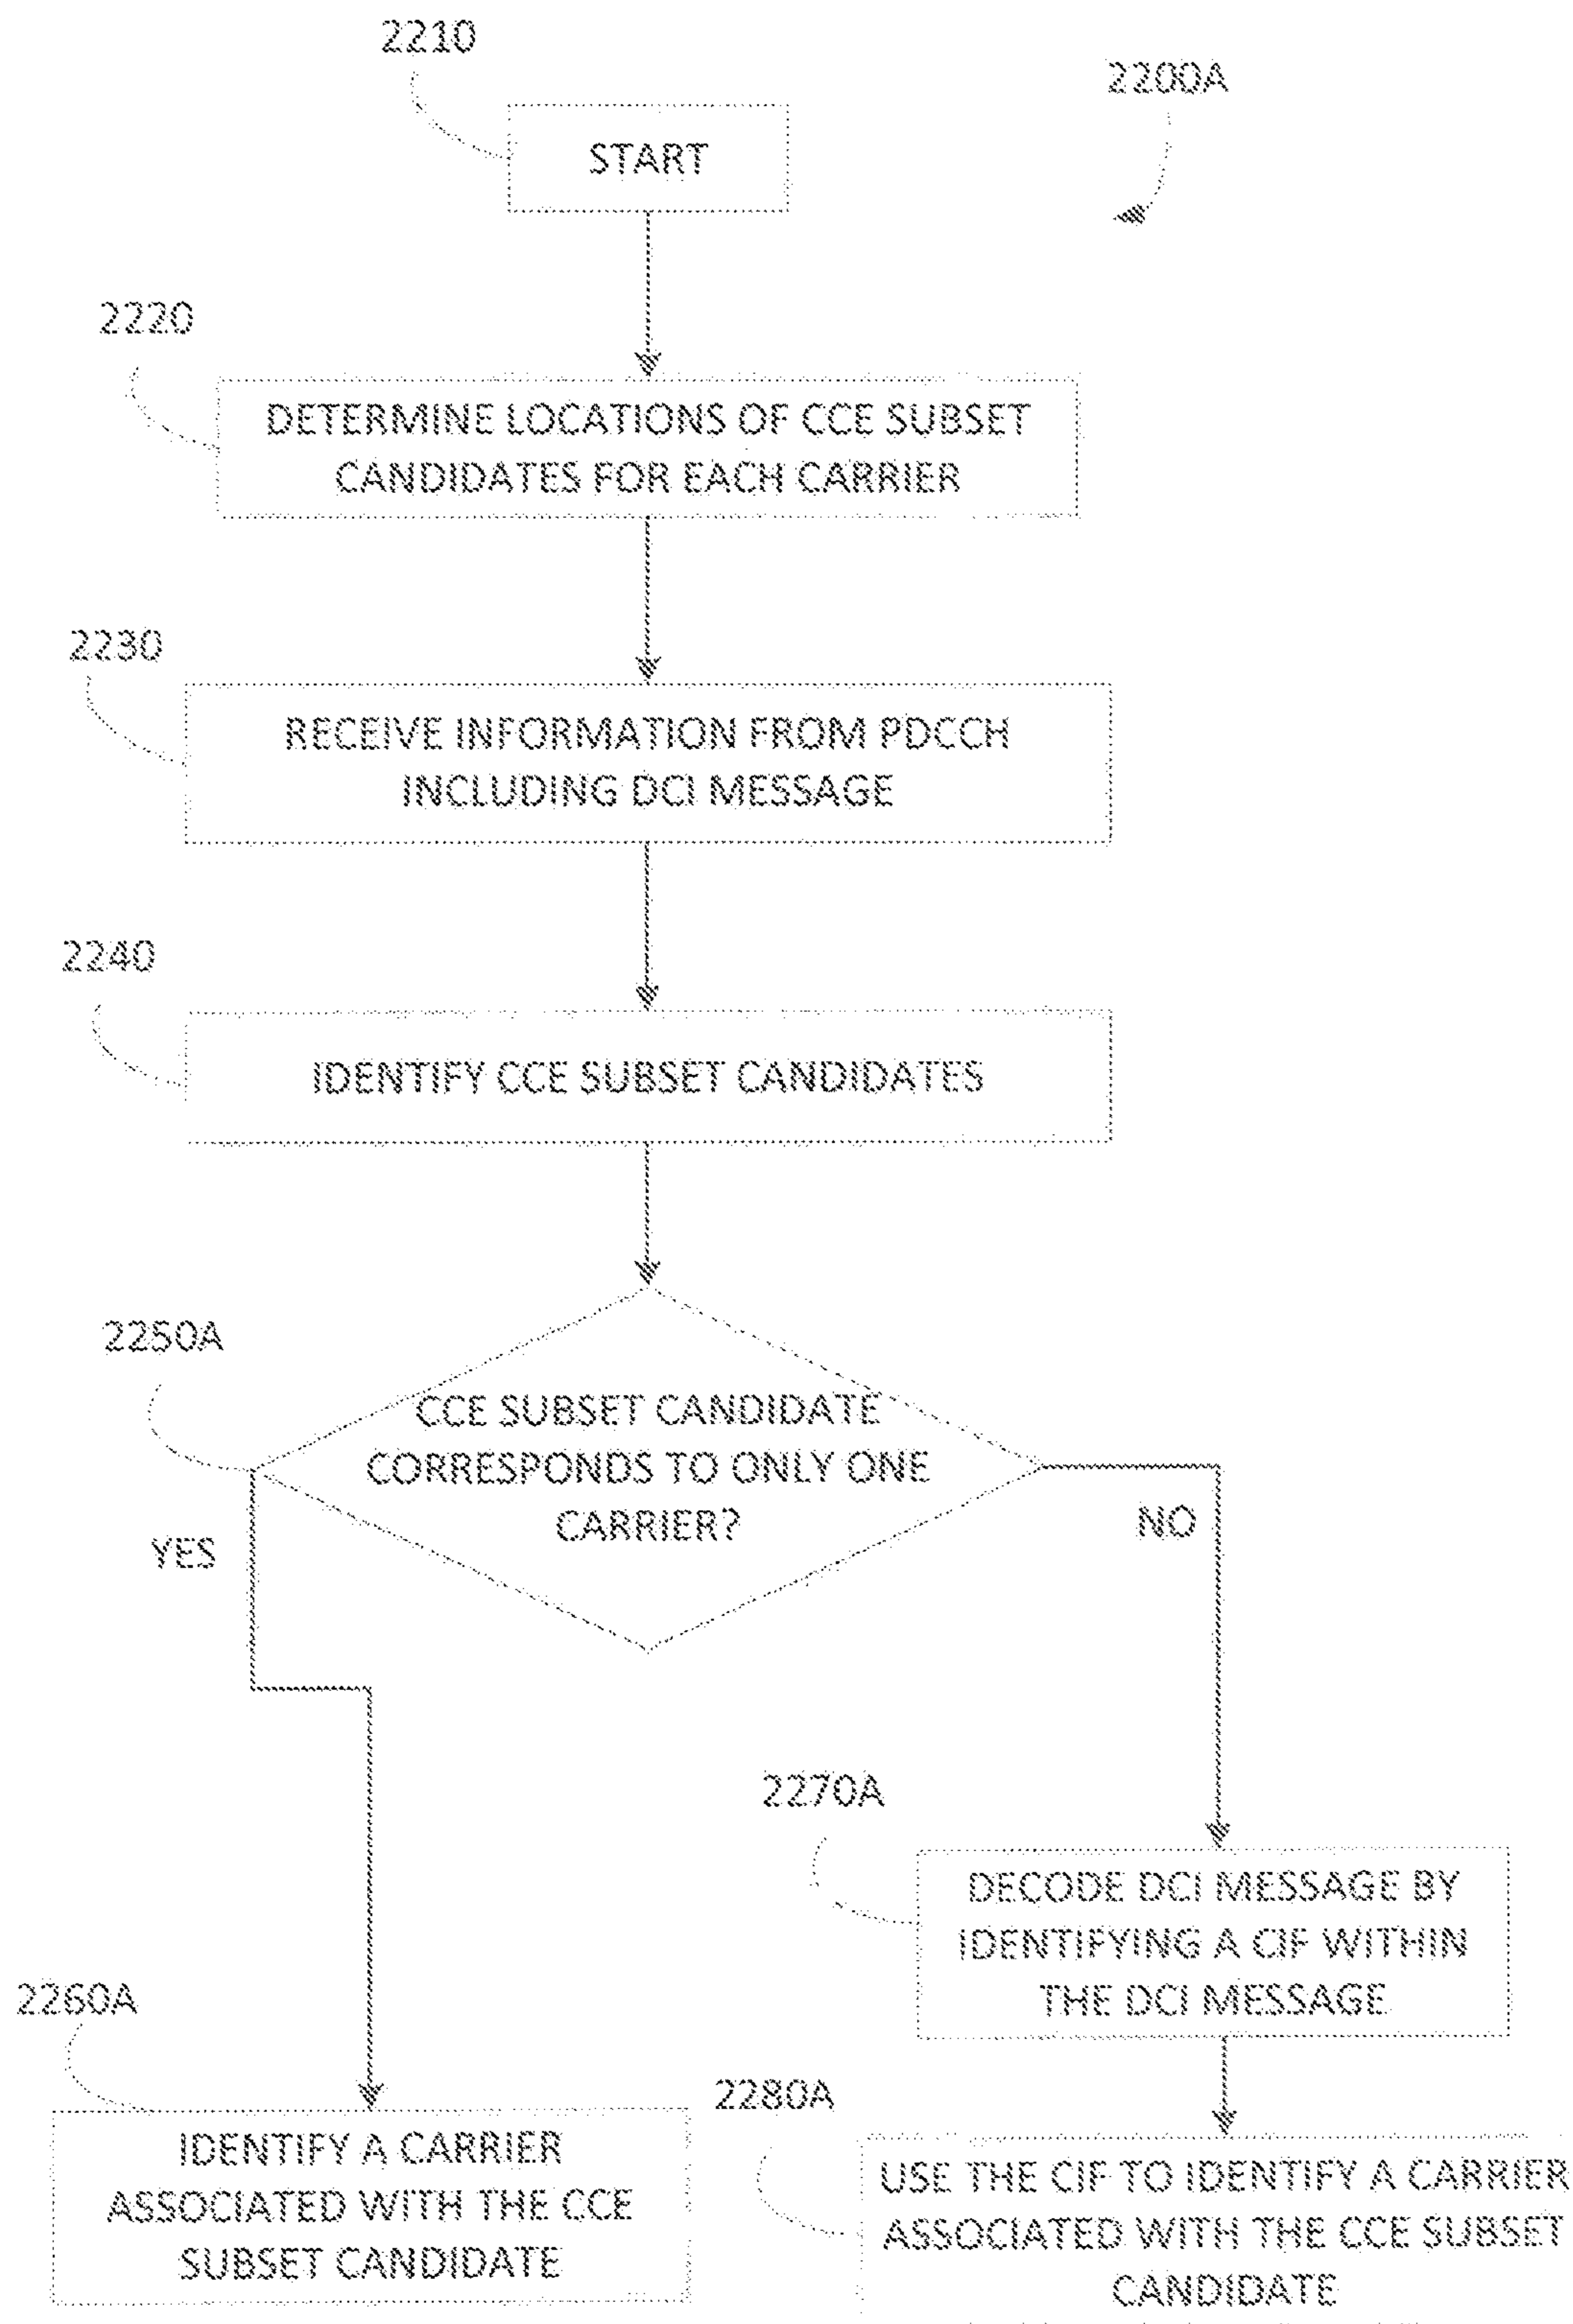 2210
2200A
START
2220
DETERMINE LOCATIONS OF CCE SUBSET
CANDIDATES FOR EACH CARRIER
2230
RECEIVE INFORMATION FROM PDCCH
INCLUDING DCI MESSAGE
2240
IDENTIFY CCE SUBSET CANDIDATES
2250A
CCE SUBSET CANDIDATE
CORRESPONDS TO ONLY ONE
CARRIER?
YES
NO
2270A
DECODE DCI MESSAGE BY
IDENTIFYING A CIF WITHIN
THE DCI MESSAGE
2260A
IDENTIFY A CARRIER
ASSOCIATED WITH THE CCE
SUBSET CANDIDATE
2280A
USE THE CIF TO IDENTIFY A CARRIER
ASSOCIATED WITH THE CCE SUBSET
CANDIDATE